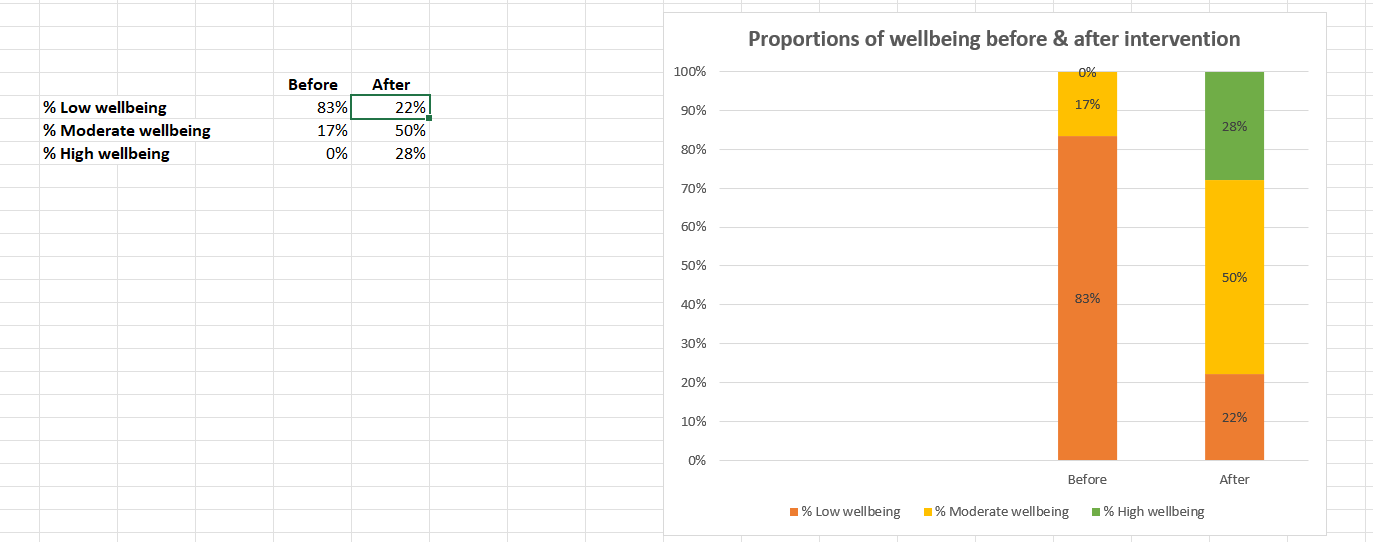 Before After
% Low wellbeing 83% 22%
% Moderate wellbeing 17% 50%
% High wellbeing 0% 28%
Proportions of wellbeing before & after intervention
100%
90%
80%
70%
60%
50%
40%
30%
20%
10%
0%
0%
17%
83%
28%
50%
22%
Before After
% Low wellbeing % Moderate wellbeing % High wellbeing